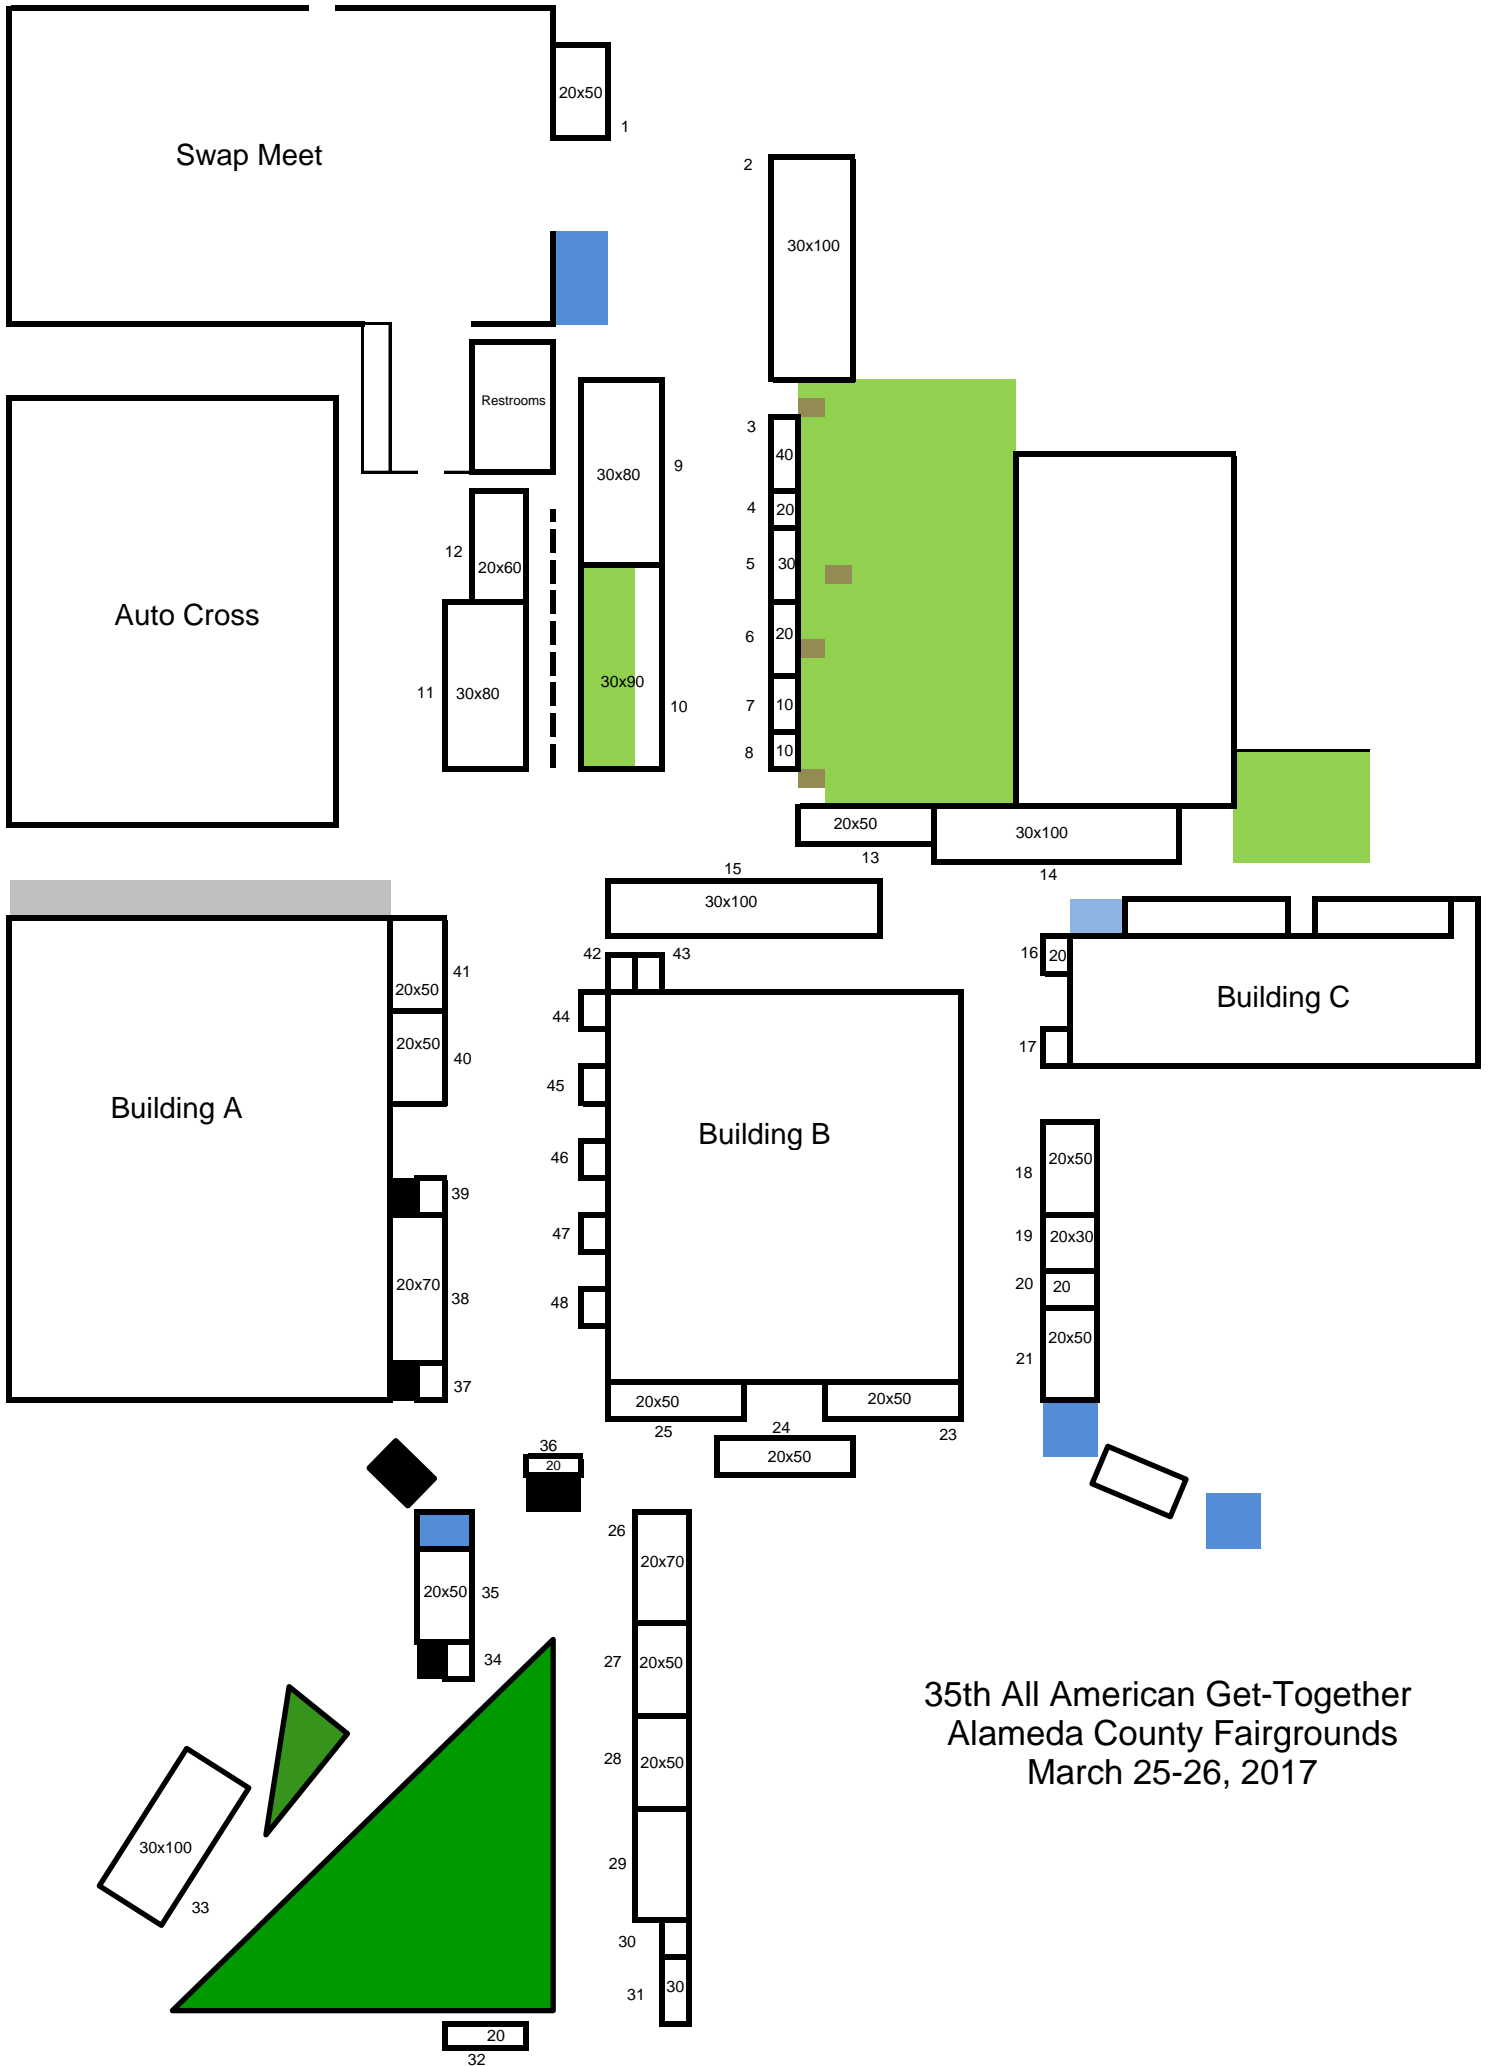 20x50
1
Swap Meet
2
30x100
Restrooms
3
40
9
30x80
4
20
12
20x60
5
30
Auto Cross
6
20
11
30x80
30x90
10
7
10
8
10
20x50
30x100
13
14
15
30x100
42
43
16
20
41
20x50
44
Building C
20x50
40
17
45
Building A
Building B
46
18
20x50
39
47
19
20x30
20x70
38
48
20
20
20x50
21
37
20x50
25
20x50
23
24
20x50
36
20
26
20x70
20x50
35
34
27
20x50
28
20x50
35th All American Get-Together
Alameda County Fairgrounds
March 25-26, 2017
30x100
33
29
30
31
30
20
32